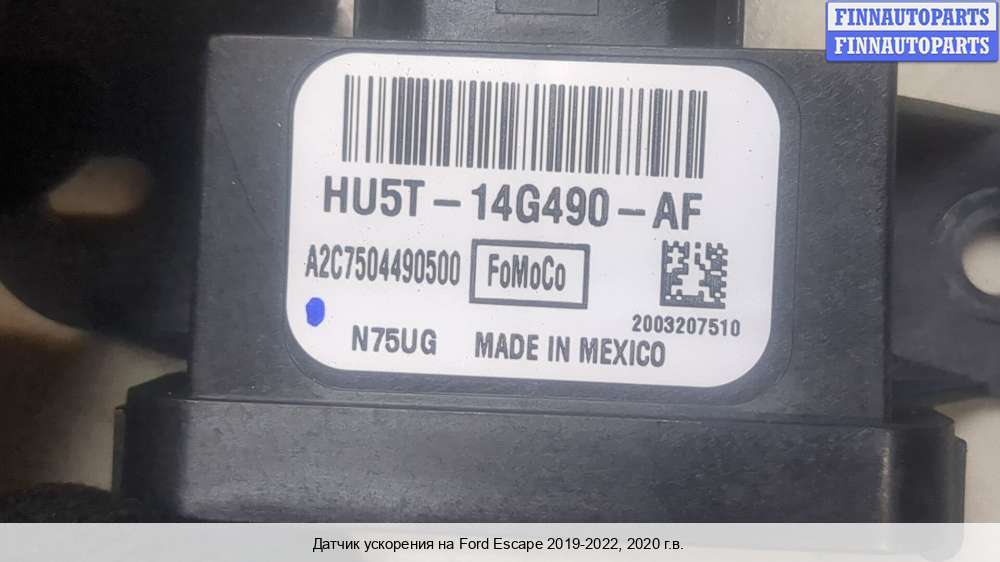 FINNAUTOPARTS
FINNAUTOPARTS
HU5T-14G490-AF
A2C7504490500 FoMoCo
2003207510
N75UG MADE IN MEXICO
Датчик ускорения на Ford Escape 2019-2022, 2020 г.в.